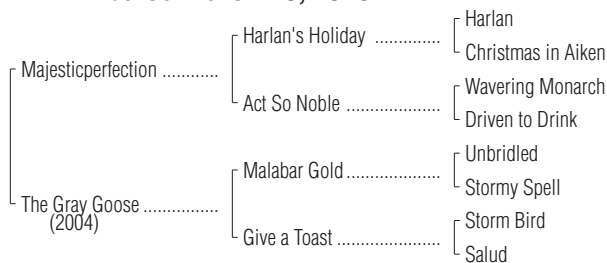 Harlan
Harlan's Holiday ..............
Christmas in Aiken
Majesticperfection ............
Wavering Monarch
Act So Noble ....................
Driven to Drink
Unbridled
Malabar Gold.................
Stormy Spell
The Gray Goose ................
(2004)
Storm Bird
Give a Toast ....................
Salud